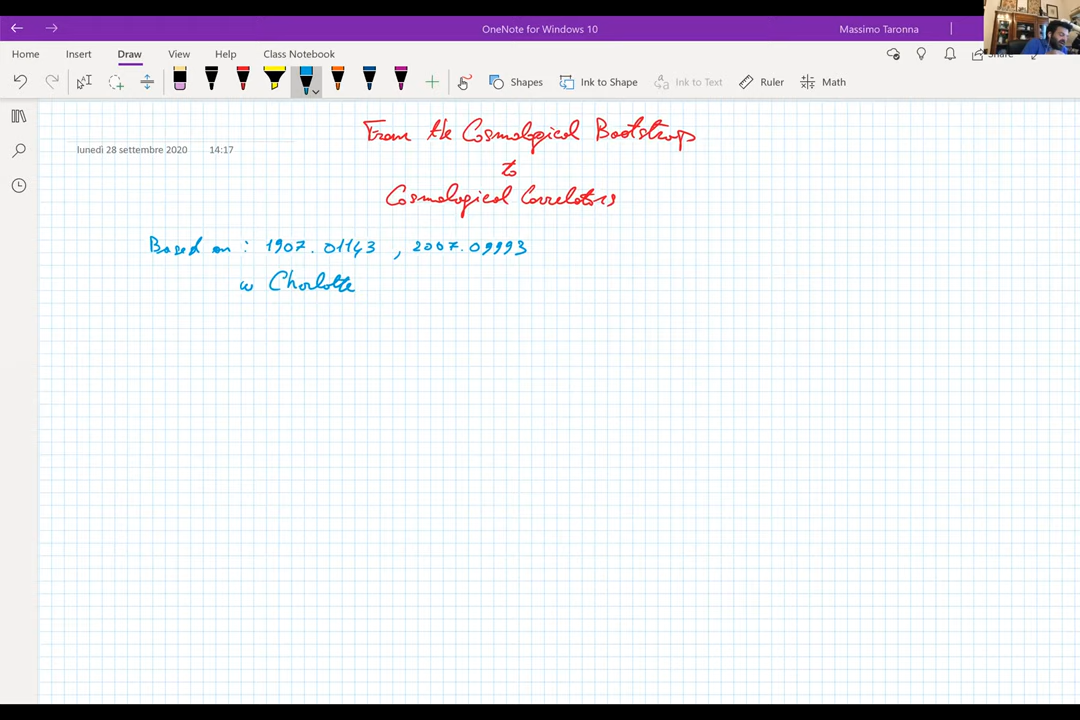 OneNote for Windows 10
Massimo Taronna
Home Insert Draw View Help Class Notebook
Share
Shapes Ink to Shape Ink to Text Ruler Math
From the Cosmological Bootstrap
lunedì 28 settembre 2020 14:17
to
Cosmological Correlators
Based on : 1907.01143 , 2007.09993
w Charlotte